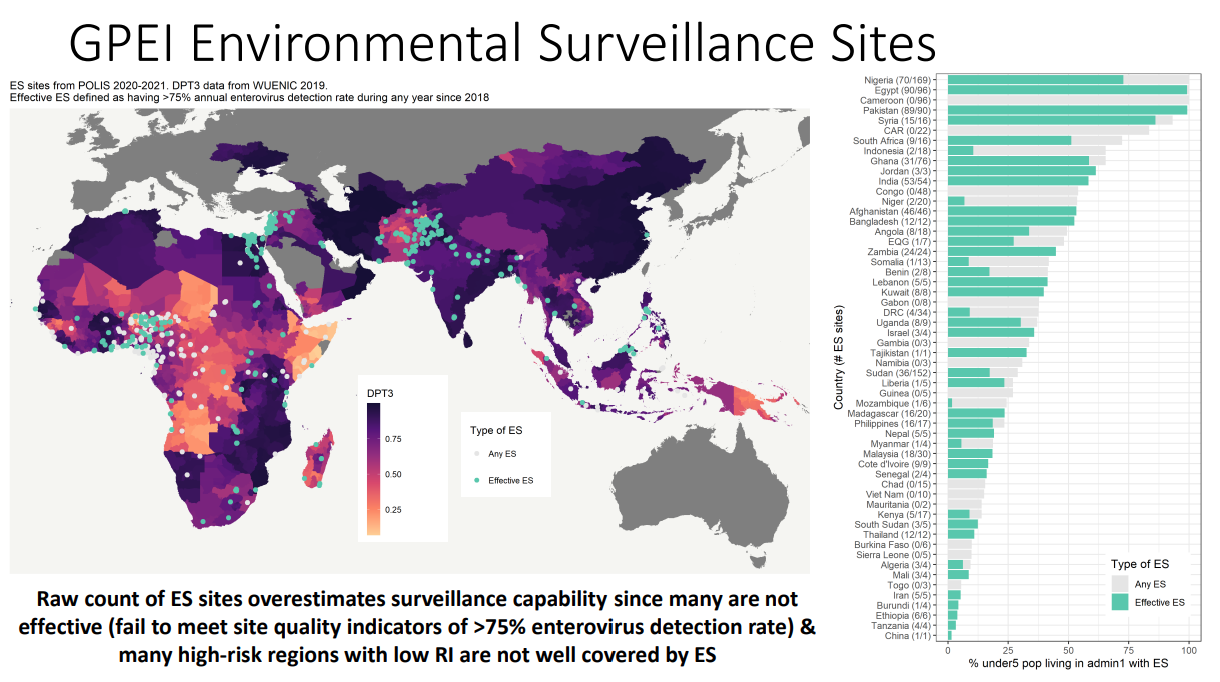 GPEI Environmental Surveillance Sites
ES sites from POLIS 2020-2021. DPT3 data from WUENIC 2019.
Effective ES defined as having >75% annual enterovirus detection rate during any year since 2018
DPT3
0.75
0.50
0.25
Type of ES
Any ES
Effective ES
Raw count of ES sites overestimates surveillance capability since many are not
effective (fail to meet site quality indicators of >75% enterovirus detection rate) &
many high-risk regions with low RI are not well covered by ES
Country (# ES sites)
Nigeria (70/169)
Egypt (90/96)
Cameroon (0/96)
Pakistan (89/90)
Syria (15/16)
CAR (0/22)
South Africa (9/16)
Indonesia (2/18)
Ghana (31/76)
Jordan (3/3)
India (53/54)
Congo (0/48)
Niger (2/20)
Afghanistan (46/46)
Bangladesh (12/12)
Angola (8/18)
EQG (1/7)
Zambia (24/24)
Somalia (1/13)
Benin (2/8)
Lebanon (5/5)
Kuwait (8/8)
Gabon (0/8)
DRC (4/34)
Uganda (8/9)
Israel (3/4)
Gambia (0/3)
Tajikistan (1/1)
Namibia (0/3)
Sudan (36/152)
Liberia (1/5)
Guinea (0/5)
Mozambique (1/6)
Madagascar (16/20)
Philippines (16/17)
Nepal (5/5)
Myanmar (1/4)
Malaysia (18/30)
Cote d'Ivoire (9/9)
Senegal (2/4)
Chad (0/15)
Viet Nam (0/10)
Mauritania (0/2)
Kenya (5/17)
South Sudan (3/5)
Thailand (12/12)
Burkina Faso (0/6)
Sierra Leone (0/5)
Algeria (3/4)
Mali (3/4)
Togo (0/3)
Iran (5/5)
Burundi (1/4)
Ethiopia (6/6)
Tanzania (4/4)
China (1/1)
Type of ES
Any ES
Effective ES
0 25 50 75 100
% under5 pop living in admin1 with ES